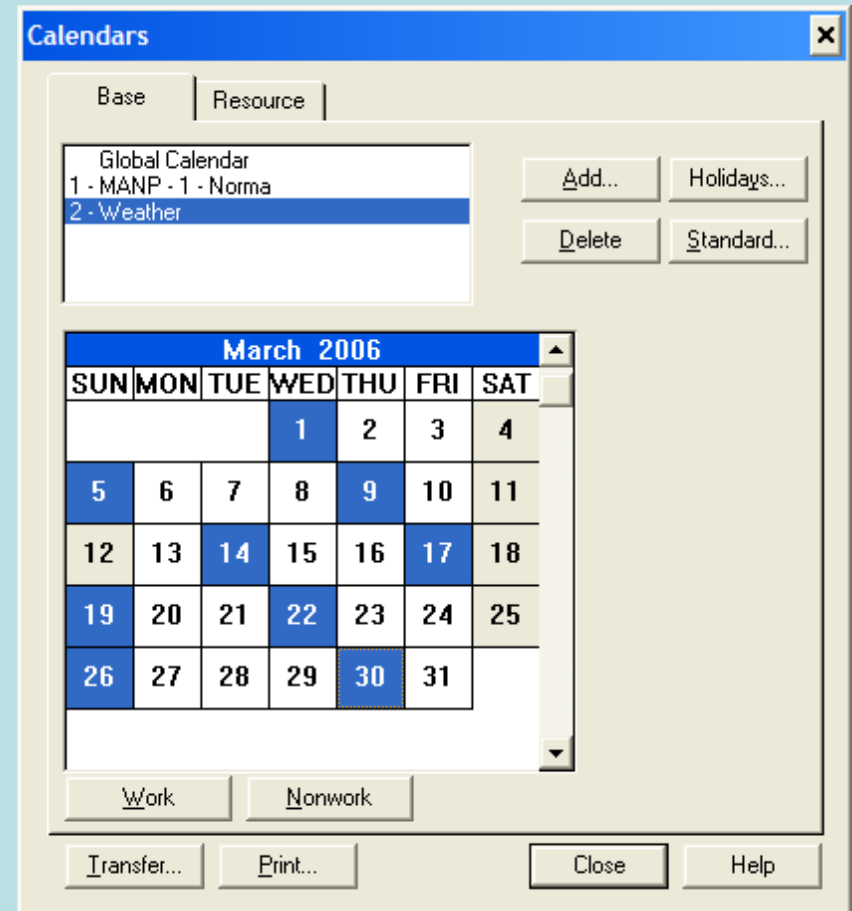 Calendars
Base Resource
Global Calendar
1 - MANP - 1 - Norma
2 - Weather
Add... Holidays...
Delete Standard...
March 2006
SUN MON TUE WED THU FRI SAT
1 2 3 4
5 6 7 8 9 10 11
12 13 14 15 16 17 18
19 20 21 22 23 24 25
26 27 28 29 30 31
Work Nonwork
Transfer... Print... Close Help